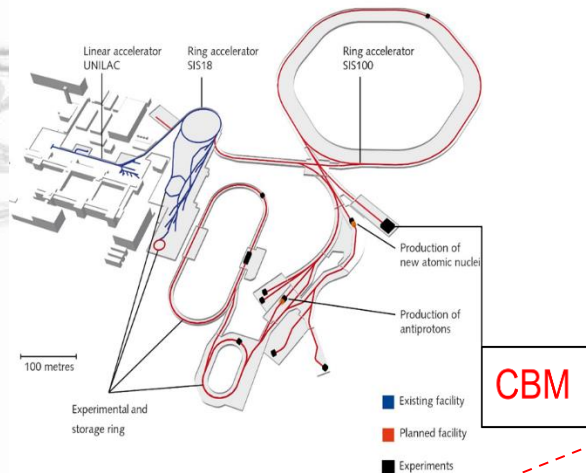 Linear accelerator
UNILAC
Ring accelerator
SIS18
Ring accelerator
SIS100
Production of
new atomic nuclei
Production of
antiprotons
100 metres
Experimental and
storage ring
CBM
Existing facility
Planned facility
Experiments